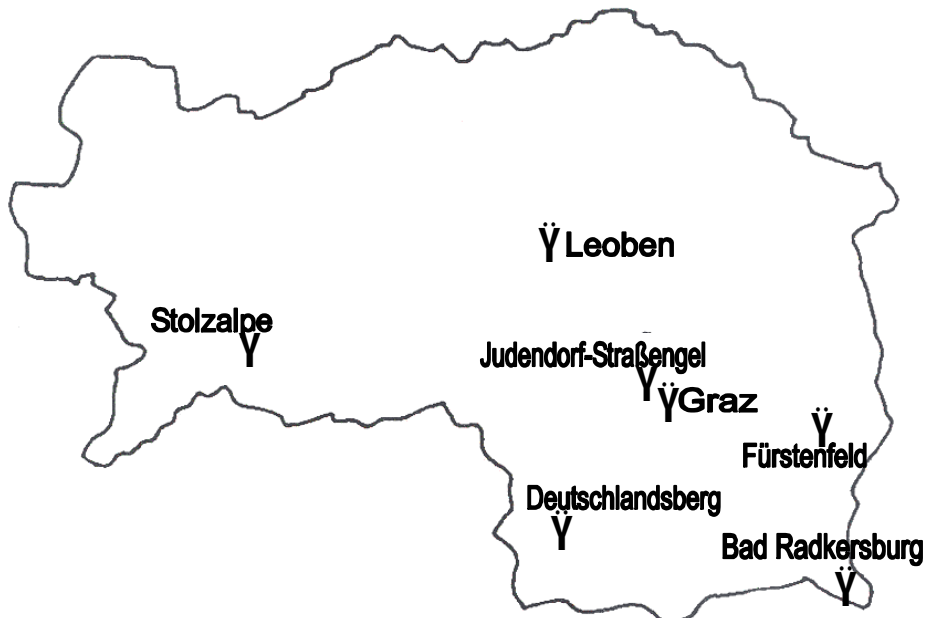 Ÿ Leoben
Stolzalpe
Ÿ
Judendorf-Straßengel
Ÿ
Ÿ Graz
Ÿ
Fürstenfeld
Deutschlandsberg
Ÿ
Bad Radkersburg
Ÿ